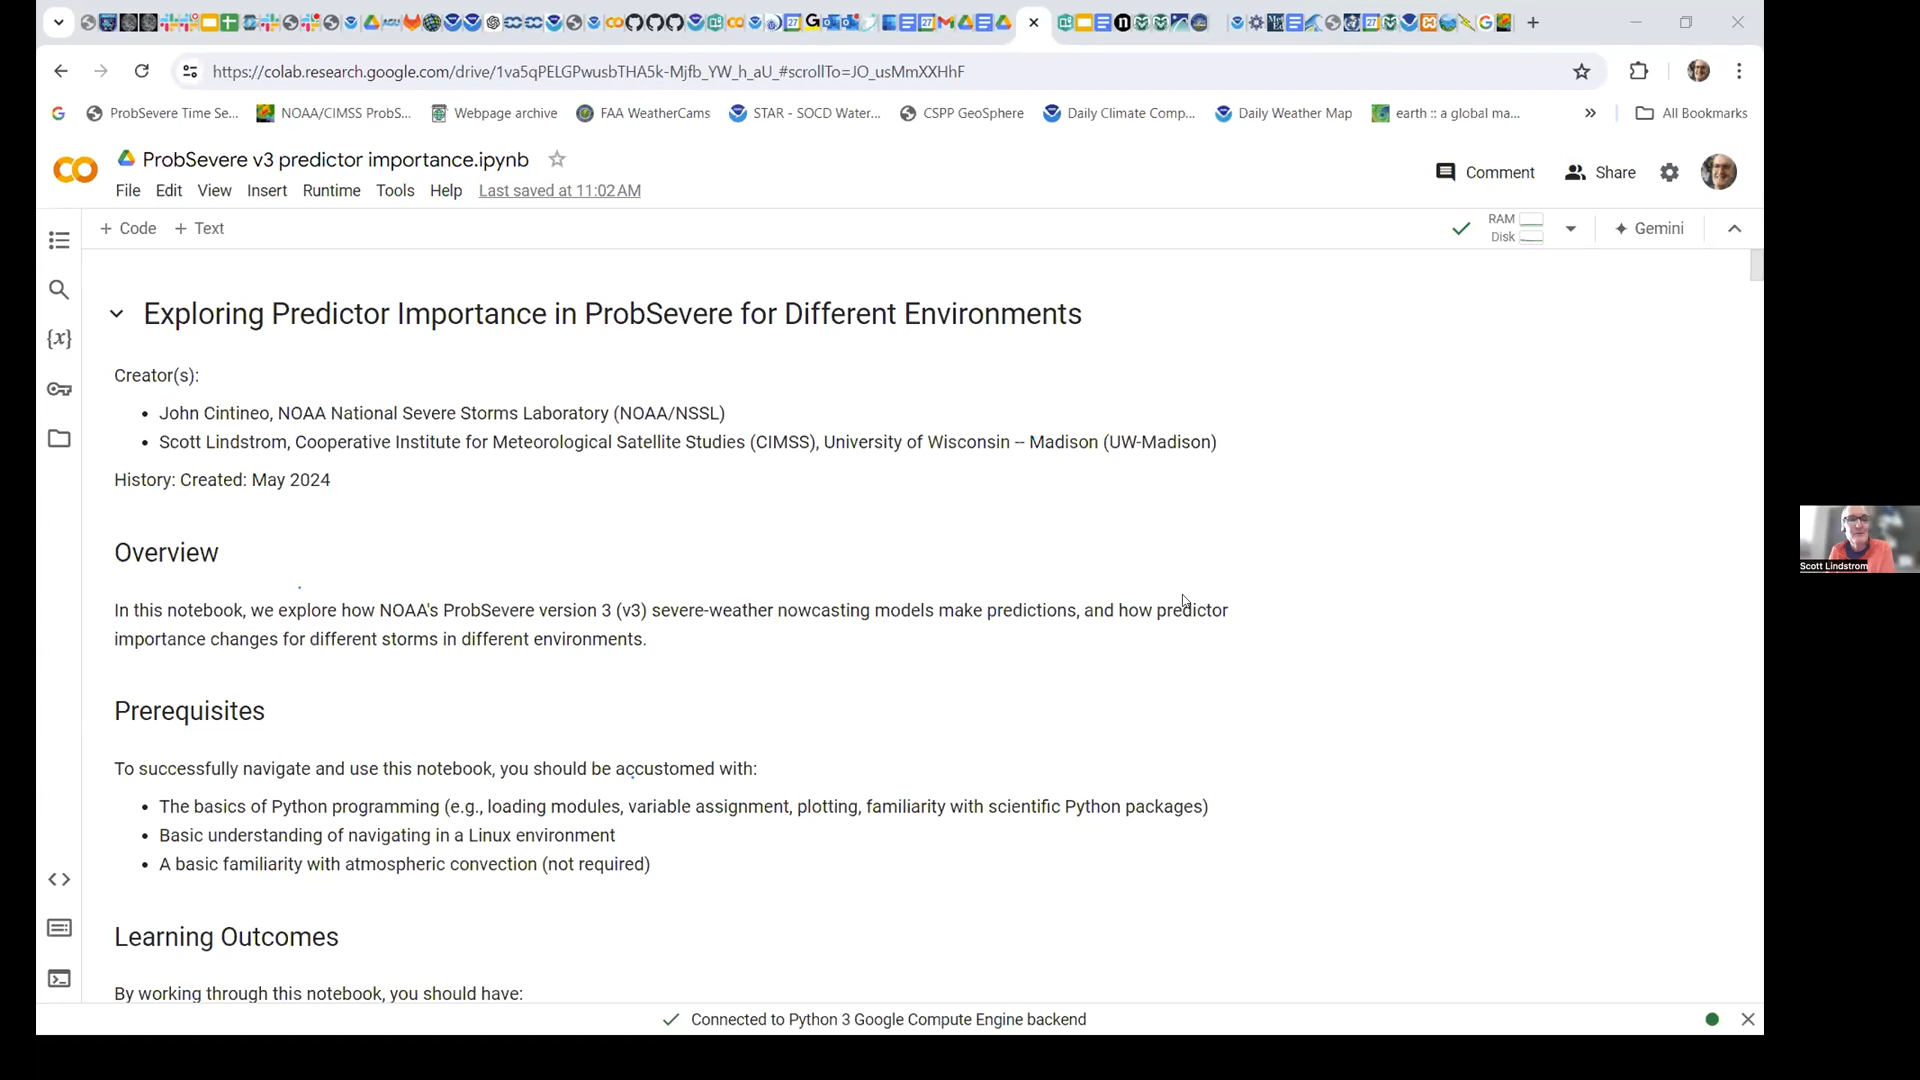 https://colab.research.google.com/drive/1va5qPELGPwusbTHA5k-Mjfb_YW_h_aU_#scrollTo=JO_usMmXXHhF
ProbSevere Time Se... NOAA/CIMSS ProbS... Webpage archive FAA WeatherCams STAR - SOCD Water... CSPP GeoSphere Daily Climate Comp... Daily Weather Map earth :: a global ma... » All Bookmarks
ProbSevere v3 predictor importance.ipynb
File Edit View Insert Runtime Tools Help Last saved at 11:02 AM
Comment Share
+ Code + Text
RAM
Disk
Gemini
Exploring Predictor Importance in ProbSevere for Different Environments
Creator(s):
• John Cintineo, NOAA National Severe Storms Laboratory (NOAA/NSSL)
• Scott Lindstrom, Cooperative Institute for Meteorological Satellite Studies (CIMSS), University of Wisconsin -- Madison (UW-Madison)
History: Created: May 2024
Overview
In this notebook, we explore how NOAA's ProbSevere version 3 (v3) severe-weather nowcasting models make predictions, and how predictor
importance changes for different storms in different environments.
Prerequisites
To successfully navigate and use this notebook, you should be accustomed with:
• The basics of Python programming (e.g., loading modules, variable assignment, plotting, familiarity with scientific Python packages)
• Basic understanding of navigating in a Linux environment
• A basic familiarity with atmospheric convection (not required)
Learning Outcomes
By working through this notebook, you should have:
Connected to Python 3 Google Compute Engine backend
Scott Lindstrom